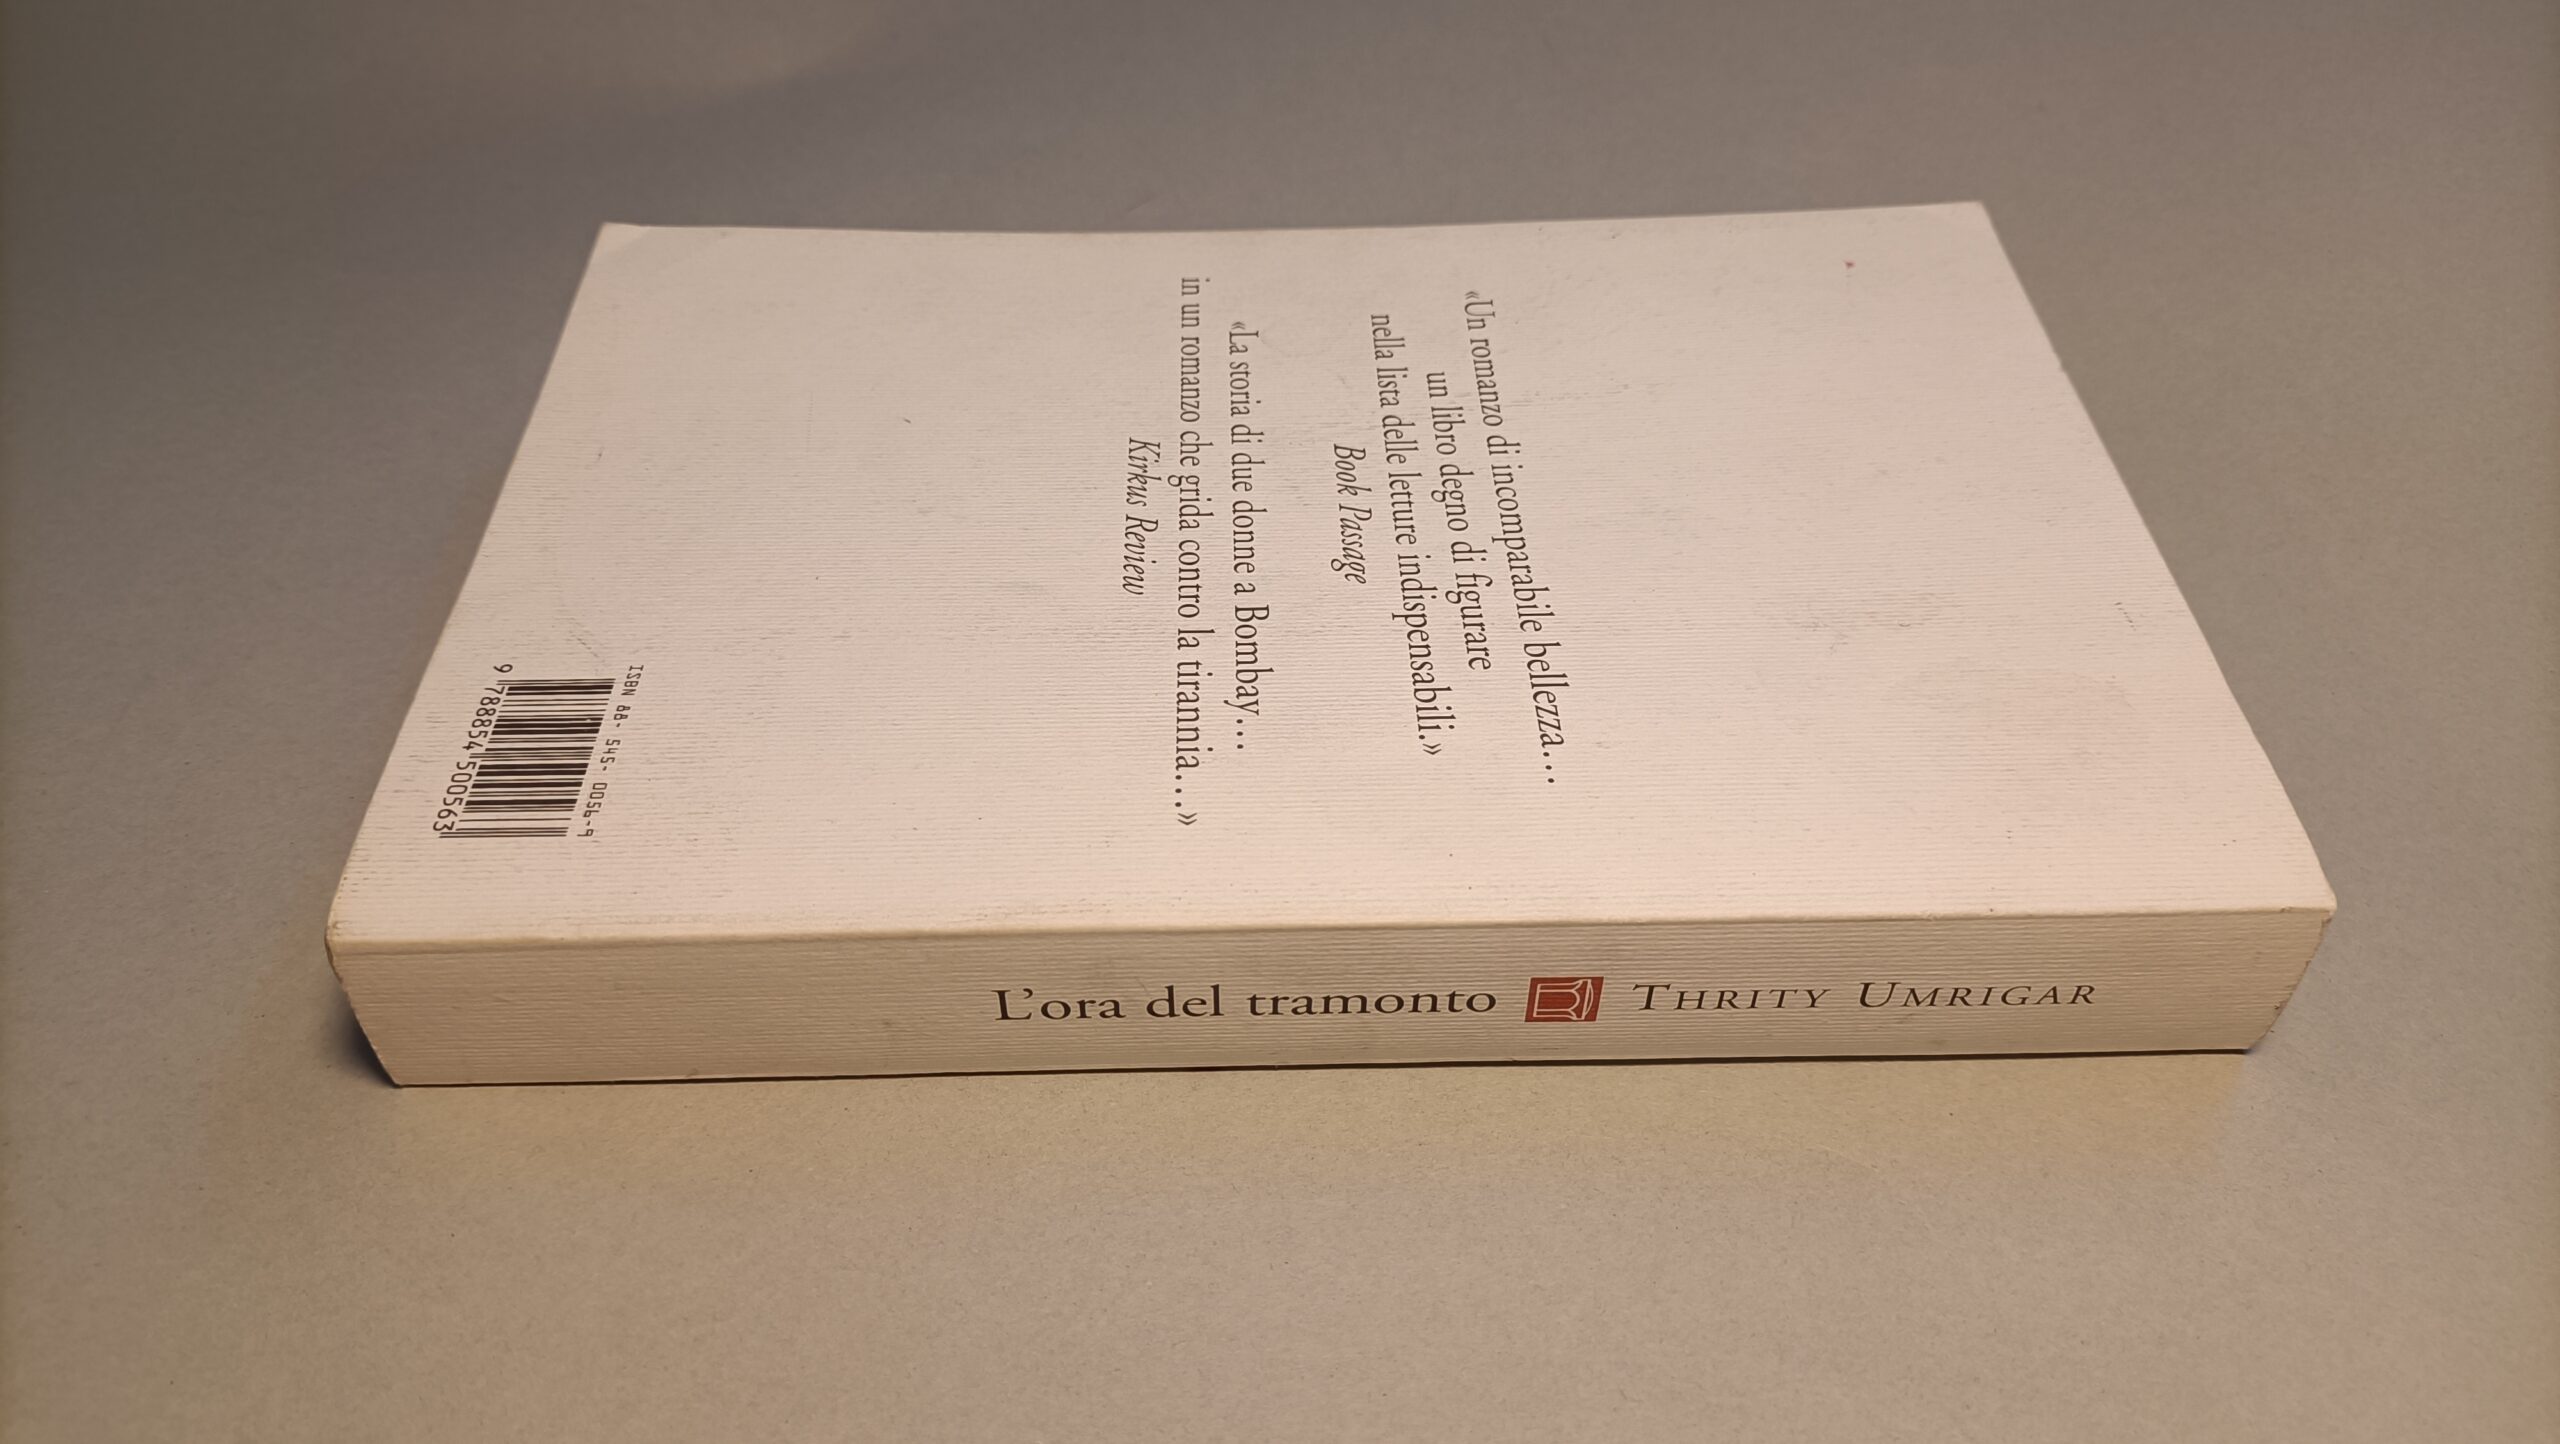 «Un romanzo di incomparabile bellezza...
un libro degno di figurare
nella lista delle letture indispensabili.»
Book Passage
«La storia di due donne a Bombay...
in un romanzo che grida contro la tirannia...»
Kirkus Review
ISBN 88-545-0056-9
9 788854 500563
L'ora del tramonto THRITY UMRIGAR